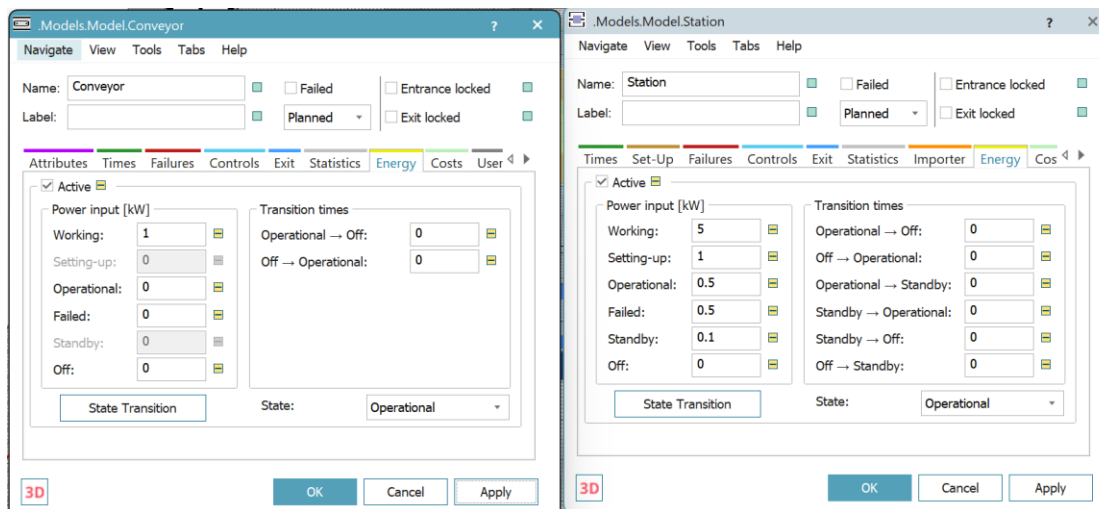 .Models.Model.Conveyor ? ×
Navigate View Tools Tabs Help
Name: Conveyor Failed Entrance locked
Label: Planned Exit locked
Attributes Times Failures Controls Exit Statistics Energy Costs User
Active
Power input [kW] Transition times
Working: 1 Operational → Off: 0
Setting-up: 0 Off → Operational: 0
Operational: 0
Failed: 0
Standby: 0
Off: 0
State Transition State: Operational
3D OK Cancel Apply
.Models.Model.Station ? ×
Navigate View Tools Tabs Help
Name: Station Failed Entrance locked
Label: Planned Exit locked
Times Set-Up Failures Controls Exit Statistics Importer Energy Cos
Active
Power input [kW] Transition times
Working: 5 Operational → Off: 0
Setting-up: 1 Off → Operational: 0
Operational: 0.5 Operational → Standby: 0
Failed: 0.5 Standby → Operational: 0
Standby: 0.1 Standby → Off: 0
Off: 0 Off → Standby: 0
State Transition State: Operational
3D OK Cancel Apply